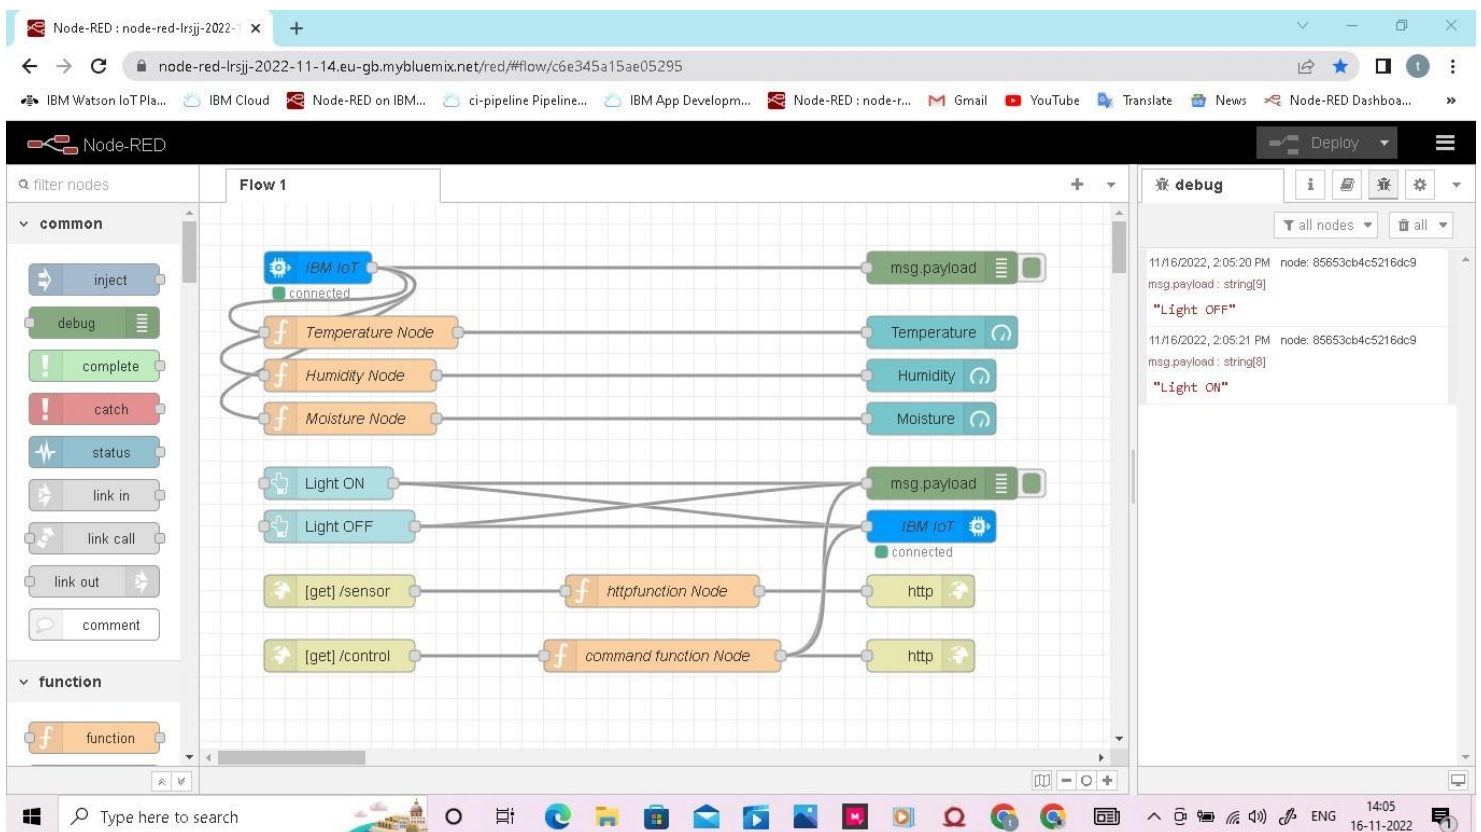 Node-RED : node-red-lrsjj-2022-1
node-red-lrsjj-2022-11-14.eu-gb.mybluemix.net/red/#flow/c6e345a15ae05295
IBM Watson IoT Pla... IBM Cloud Node-RED on IBM... ci-pipeline Pipeline... IBM App Developm... Node-RED : node-r... Gmail YouTube Translate News Node-RED Dashboa... »
Node-RED Deploy
filter nodes
Flow 1
debug
i
common
all nodes
all
inject
debug
complete
catch
status
link in
link call
link out
comment
function
function
IBM IoT
connected
msg.payload
Temperature Node
Temperature
Humidity Node
Humidity
Moisture Node
Moisture
Light ON
msg.payload
Light OFF
IBM IoT
connected
[get] /sensor
httpfunction Node
http
[get] /control
command function Node
http
11/16/2022, 2:05:20 PM node: 85653cb4c5216dc9
msg.payload : string[9]
"Light OFF"
11/16/2022, 2:05:21 PM node: 85653cb4c5216dc9
msg.payload : string[8]
"Light ON"
Type here to search
ENG
14:05
16-11-2022